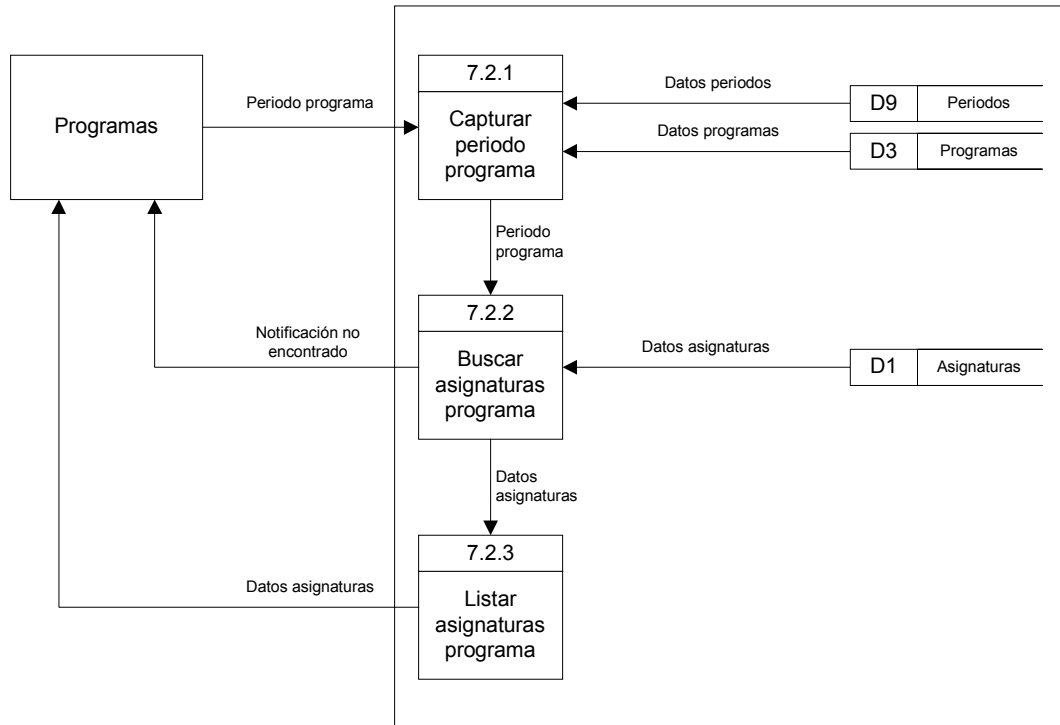 7.2.1
Datos periodos
D9
Periodos
Periodo programa
Programas
Capturar
periodo
programa
Datos programas
D3
Programas
Periodo
programa
7.2.2
Notificación no
encontrado
Buscar
asignaturas
programa
Datos asignaturas
D1
Asignaturas
Datos
asignaturas
7.2.3
Datos asignaturas
Listar
asignaturas
programa